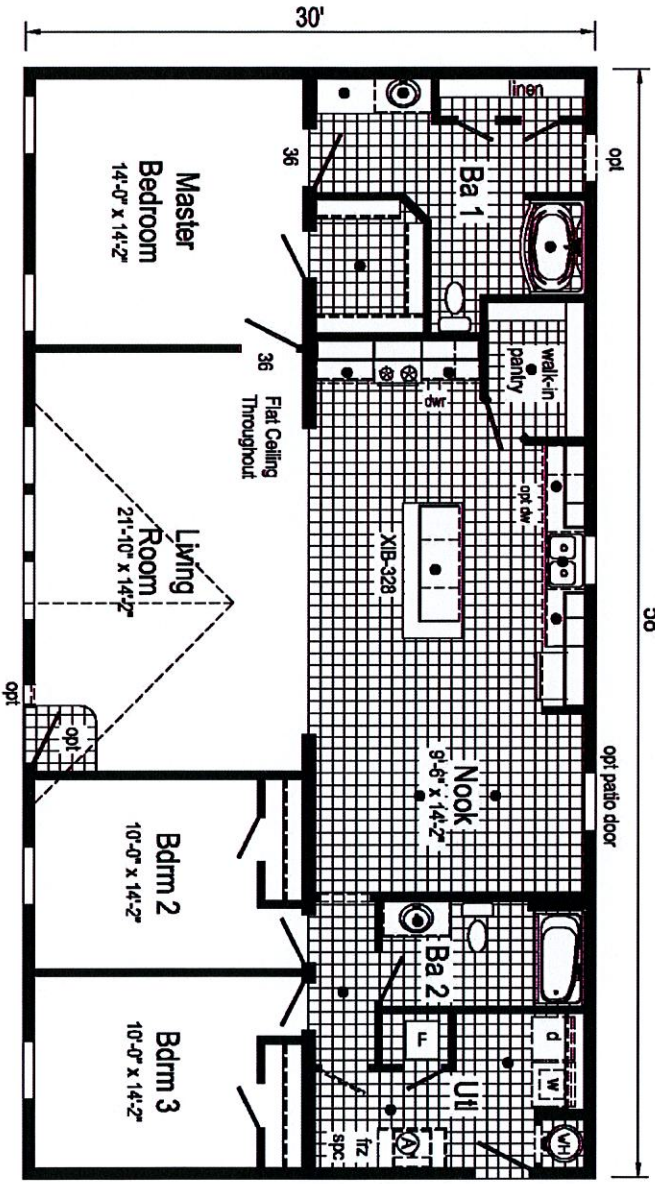 30'
linen
opt
Ba 1
36
Master
Bedroom
14'-0" x 14'-2"
walk-in
pantry
dwr
36
Flat Ceiling
Throughout
opt dw
XIB-328
Living
Room
21'-10" x 14'-2"
opt
opt
Nook
9'-6" x 14'-2"
opt patio door
Bdrm 2
10'-0" x 14'-2"
Ba 2
F
Utl
d
w
WH
A
frz
spc
Bdrm 3
10'-0" x 14'-2"